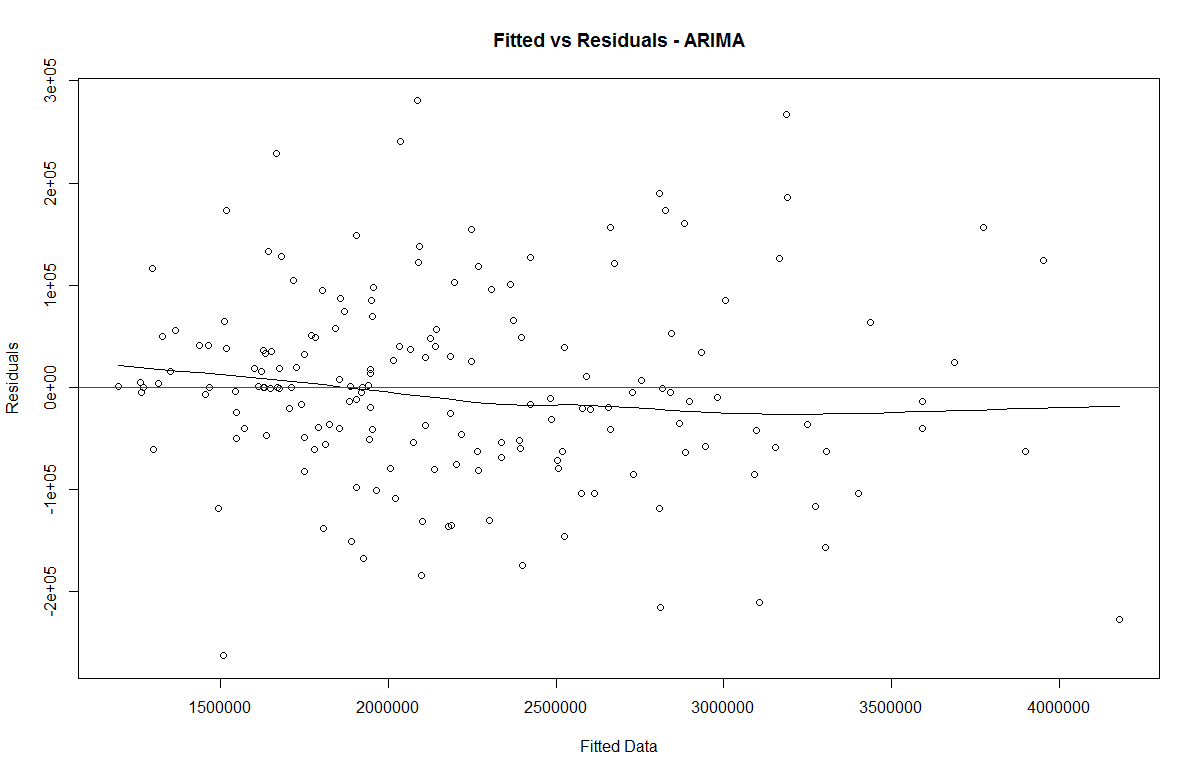 Fitted vs Residuals - ARIMA
3e+05
2e+05
1e+05
0e+00
-1e+05
-2e+05
Residuals
1500000
2000000
2500000
3000000
3500000
4000000
Fitted Data